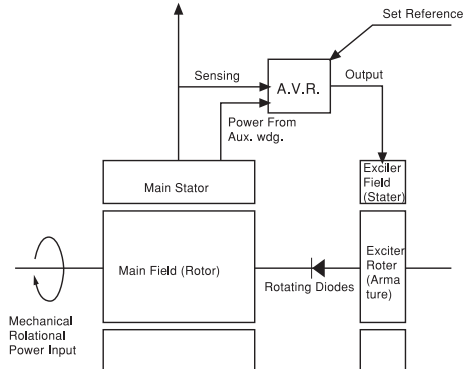 Set Reference
Sensing
A.V.R.
Output
Power From
Aux. wdg.
Main Stator
Exciler
Field
(Stater)
Main Field (Rotor)
Rotating Diodes
Exciter
Roter
(Arma
ture)
Mechanical
Rolational
Power Input